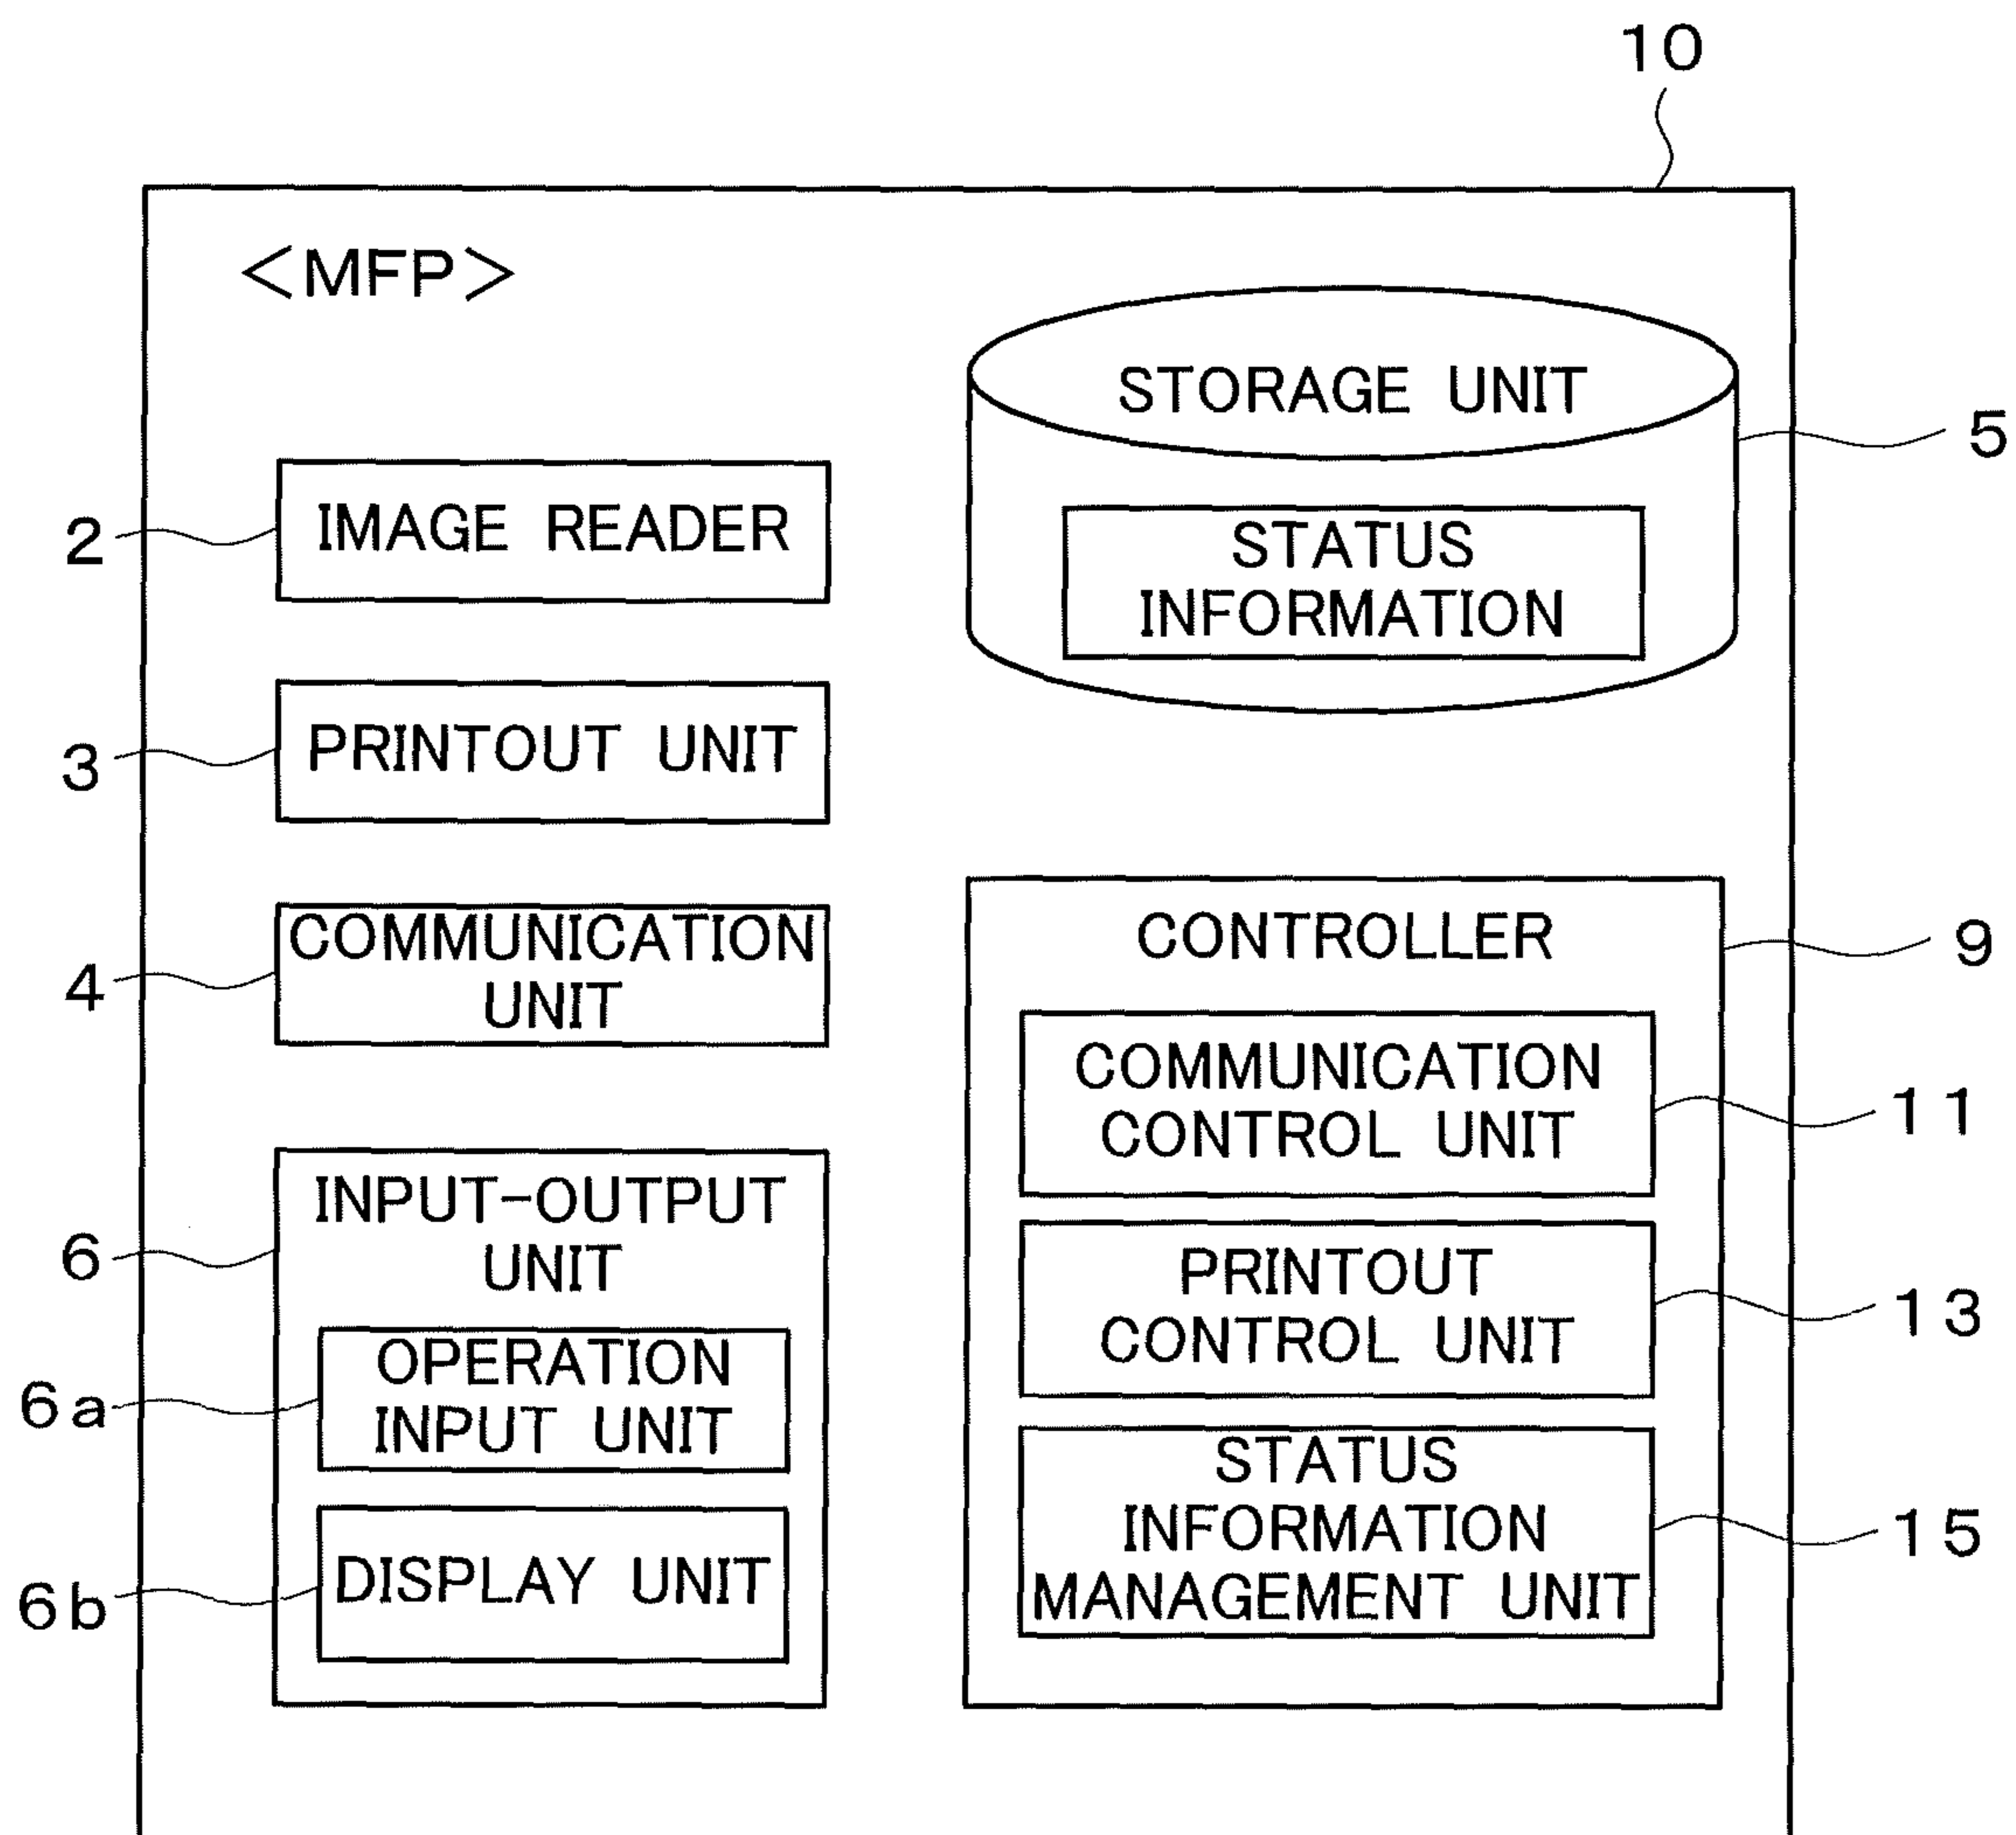 10
<MFP>
STORAGE UNIT
5
STATUS
INFORMATION
2
IMAGE READER
3
PRINTOUT UNIT
4
COMMUNICATION
UNIT
6
INPUT-OUTPUT
UNIT
6a
OPERATION
INPUT UNIT
6b
DISPLAY UNIT
CONTROLLER
9
COMMUNICATION
CONTROL UNIT
11
PRINTOUT
CONTROL UNIT
13
STATUS
INFORMATION
MANAGEMENT UNIT
15